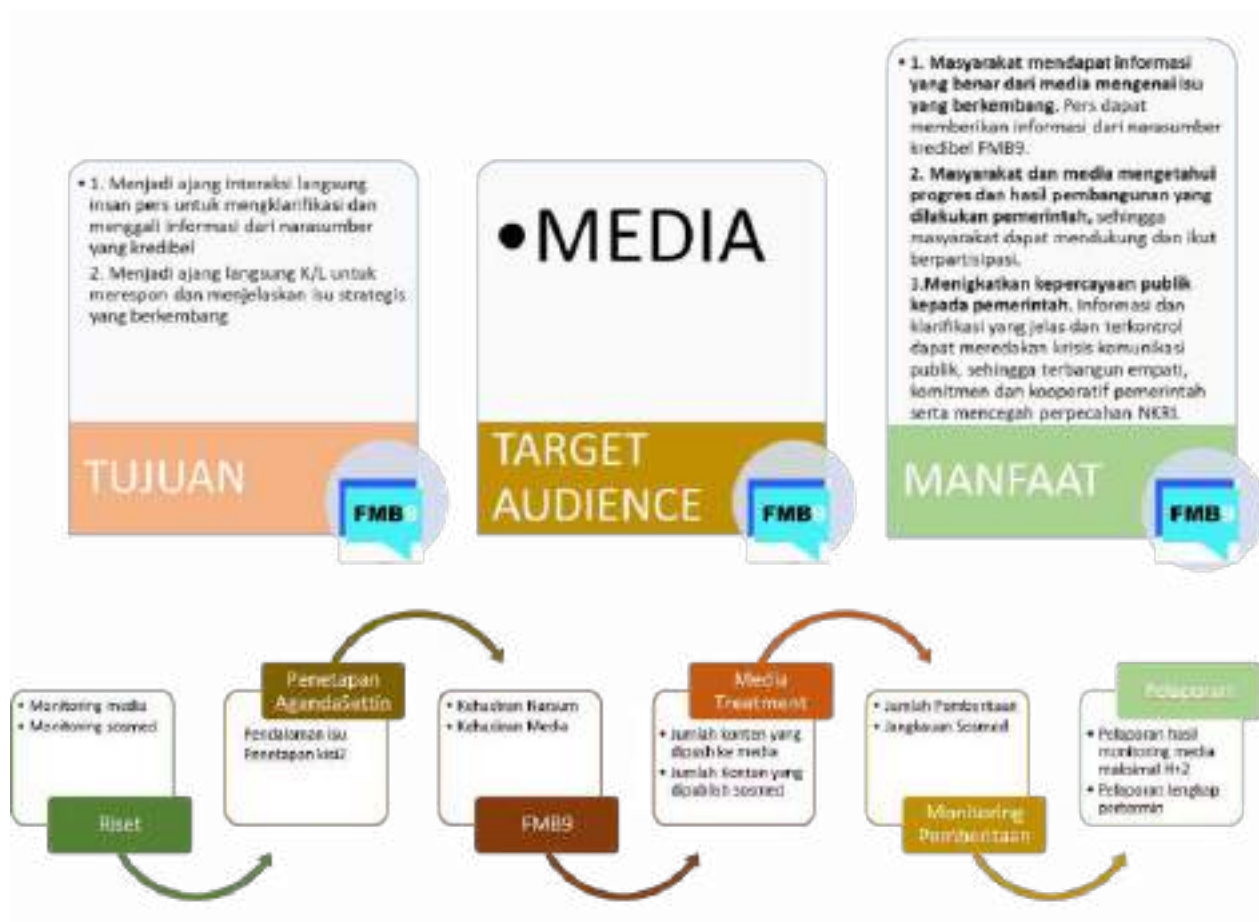 • 1. Menjadi ajang interaksi langsung
insan pers untuk mengklarifikasi dan
menggali informasi dari narasumber
yang kredibel
2. Menjadi ajang langsung K/L untuk
merespon dan menjelaskan isu strategis
yang berkembang
TUJUAN
FMB9
• MEDIA
TARGET
AUDIENCE
FMB9
• 1. Masyarakat mendapat informasi
yang benar dari media mengenai isu
yang berkembang. Pers dapat
memberikan informasi dari narasumber
kredibel FMB9.
2. Masyarakat dan media mengetahui
progres dan hasil pembangunan yang
dilakukan pemerintah, sehingga
masyarakat dapat mendukung dan ikut
berpartisipasi.
3.Menigkatkan kepercayaan publik
kepada pemerintah. Informasi dan
klarifikasi yang jelas dan terkontrol
dapat meredakan krisis komunikasi
publik, sehingga terbangun empati,
komitmen dan kooperatif pemerintah
serta mencegah perpecahan NKRI.
MANFAAT
FMB9
• Monitoring media
• Monitoring sosmed
Riset
Penetapan
AgendaSettin
Pendalaman isu
Penetapan kisi2
• Kehadiran Narsum
• Kehadiran Media
FMB9
Media
Treatment
• Jumlah konten yang
dipush ke media
• Jumlah Konten yang
dipublish sosmed
• Jumlah Pemberitaan
• Jangkauan Sosmed
Monitoring
Pemberitaan
Pelaporan
• Pelaporan hasil
monitoring media
maksimal H+2
• Pelaporan lengkap
pertermin